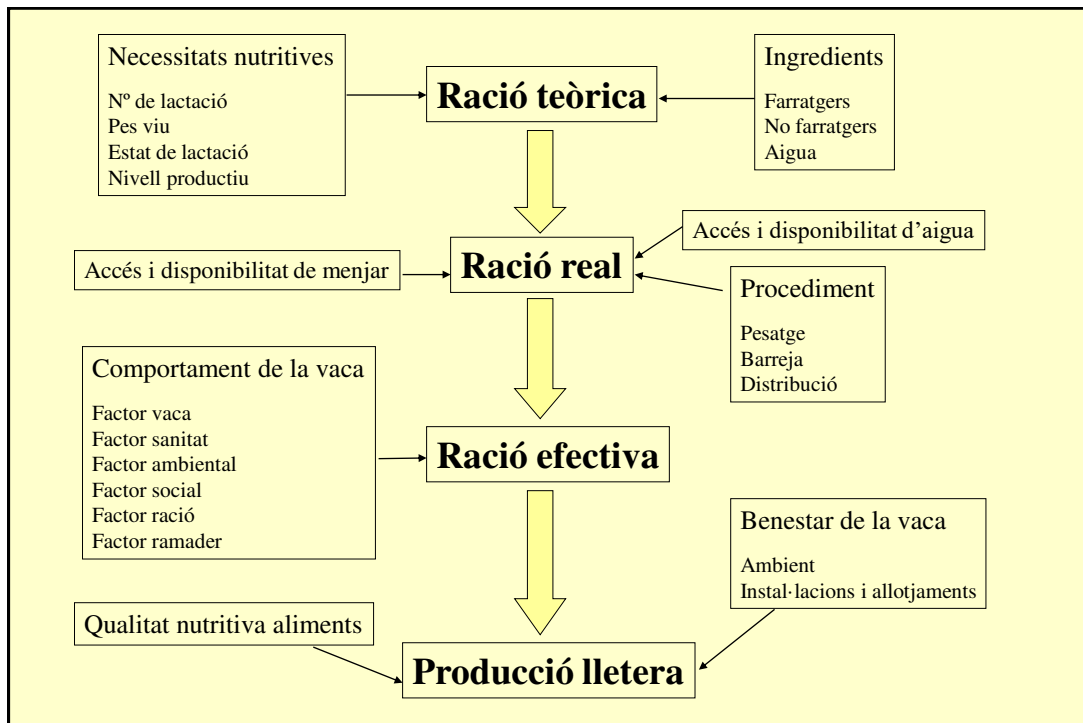 Necessitats nutritives
Nº de lactació
Pes viu
Estat de lactació
Nivell productiu
Ració teòrica
Ingredients
Farratgers
No farratgers
Aigua
Accés i disponibilitat d’aigua
Accés i disponibilitat de menjar
Ració real
Procediment
Pesatge
Barreja
Distribució
Comportament de la vaca
Factor vaca
Factor sanitat
Factor ambiental
Factor social
Factor ració
Factor ramader
Ració efectiva
Benestar de la vaca
Ambient
Instal·lacions i allotjaments
Qualitat nutritiva aliments
Producció lletera